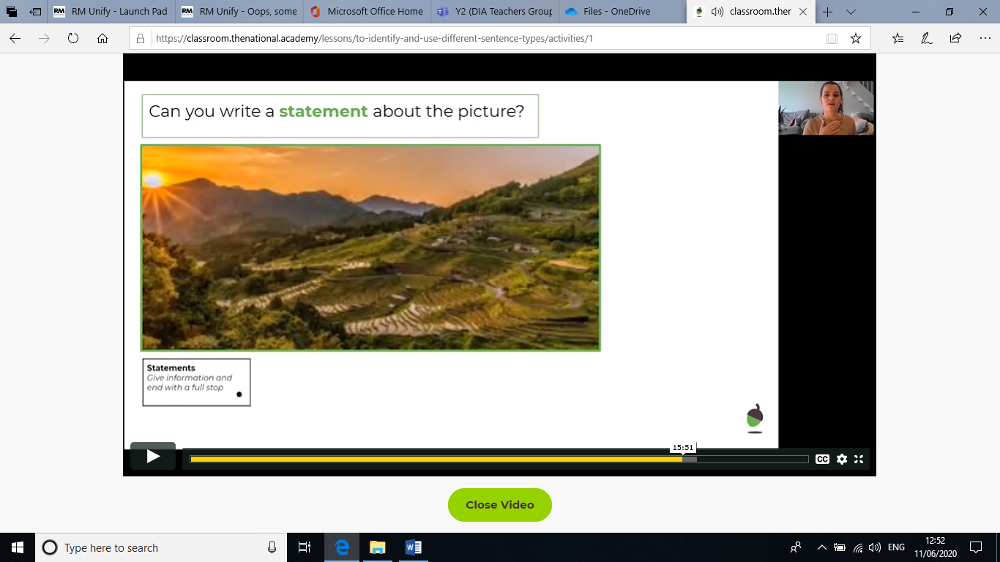 RM Unify - Launch Pad
RM Unify - Oops, some
Microsoft Office Home
Y2 (DIA Teachers Group
Files - OneDrive
classroom.ther
https://classroom.thenational.academy/lessons/to-identify-and-use-different-sentence-types/activities/1
Can you write a statement about the picture?
Statements
Give information and
end with a full stop
15:51
CC
Close Video
Type here to search
ENG
12:52
11/06/2020